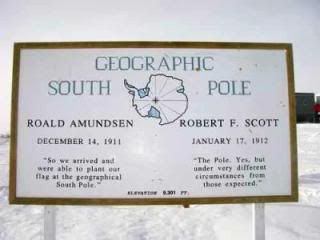 GEOGRAPHIC
SOUTH POLE
ROALD AMUNDSEN
DECEMBER 14, 1911
"So we arrived and
were able to plant our
flag at the geographical
South Pole."
ROBERT F. SCOTT
JANUARY 17, 1912
"The Pole. Yes, but
under very different
circumstances from
those expected."
ELEVATION 9,301 FT.